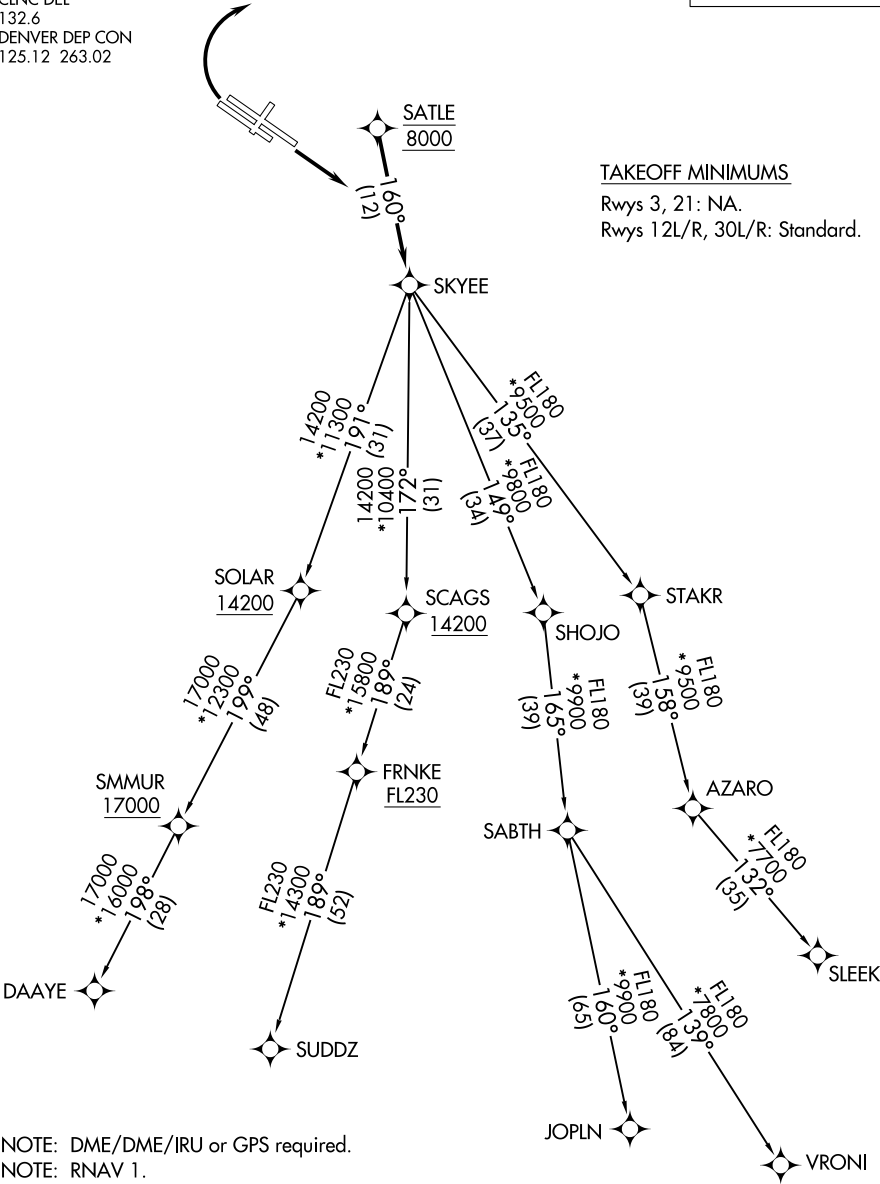 CLNC DEL
132.6
DENVER DEP CON
125.12 263.02
SATLE
8000
TAKEOFF MINIMUMS
Rwys 3, 21: NA.
Rwys 12L/R, 30L/R: Standard.
160°
(12)
SKYEE
14200
*11300
191°
(31)
14200
*10400
172°
(31)
FL180
*9800
149°
(34)
FL180
*9500
135°
(37)
SOLAR
14200
SCAGS
14200
SHOJO
STAKR
17000
*12300
199°
(48)
FL230
*15800
189°
(24)
FL180
*9900
165°
(39)
FL180
*9500
158°
(39)
SMMUR
17000
FRNKE
FL230
SABTH
AZARO
17000
*16000
198°
(28)
FL230
*14300
189°
(52)
FL180
*7700
132°
(35)
DAAYE
SUDDZ
SLEEK
FL180
*9900
160°
(65)
FL180
*7800
139°
(84)
JOPLN
VRONI
NOTE: DME/DME/IRU or GPS required.
NOTE: RNAV 1.